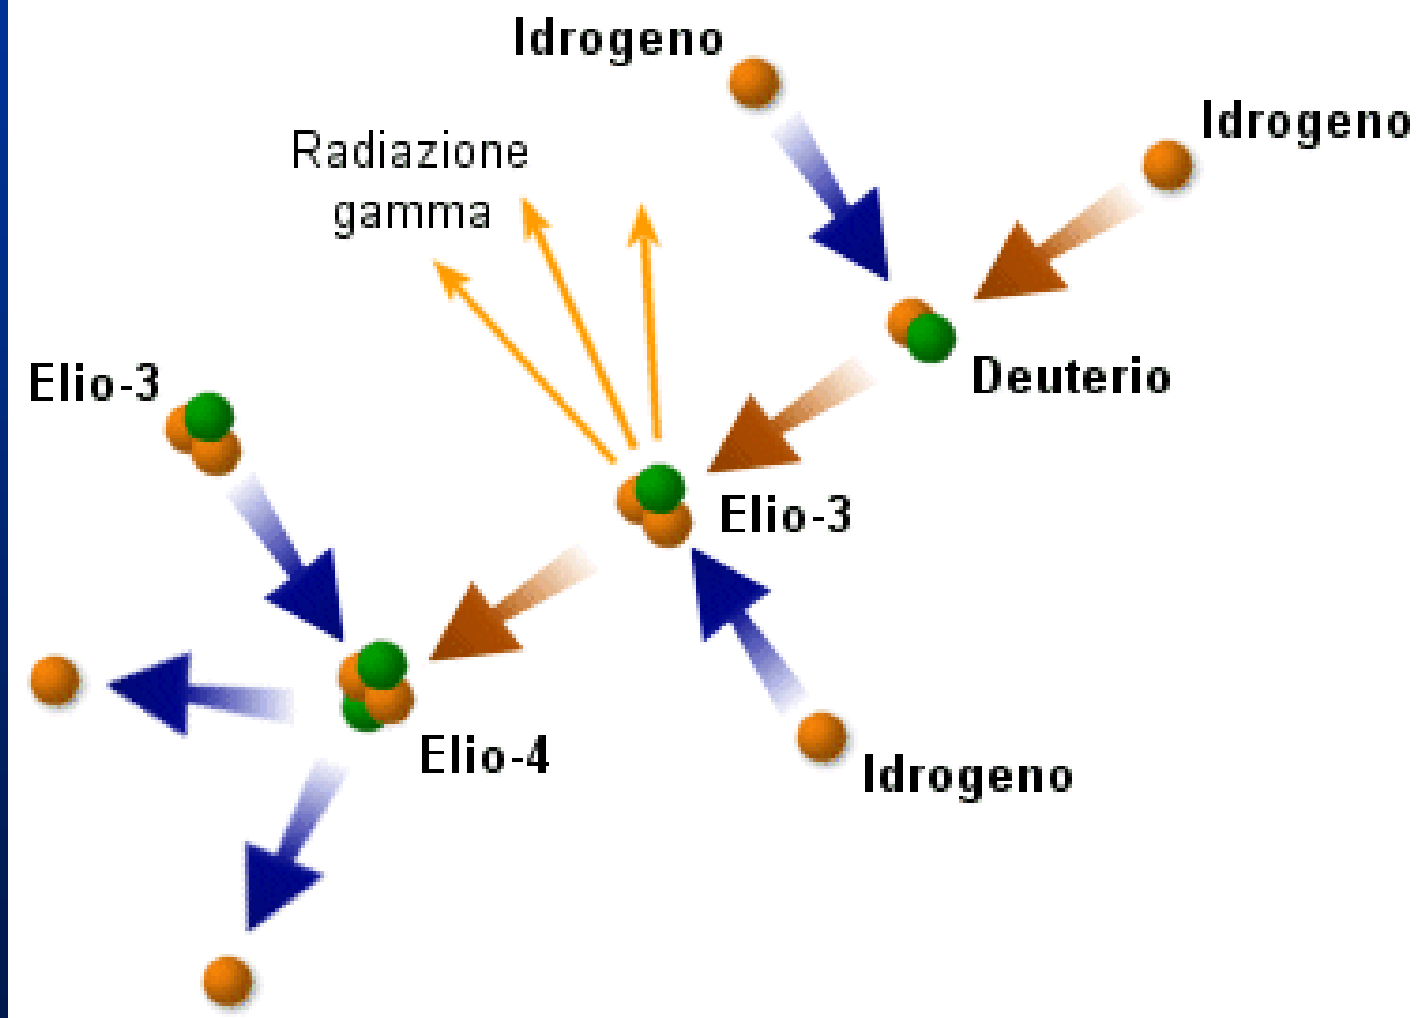 Idrogeno
Idrogeno
Radiazione
gamma
Elio-3
Deuterio
Elio-3
Elio-4
Idrogeno